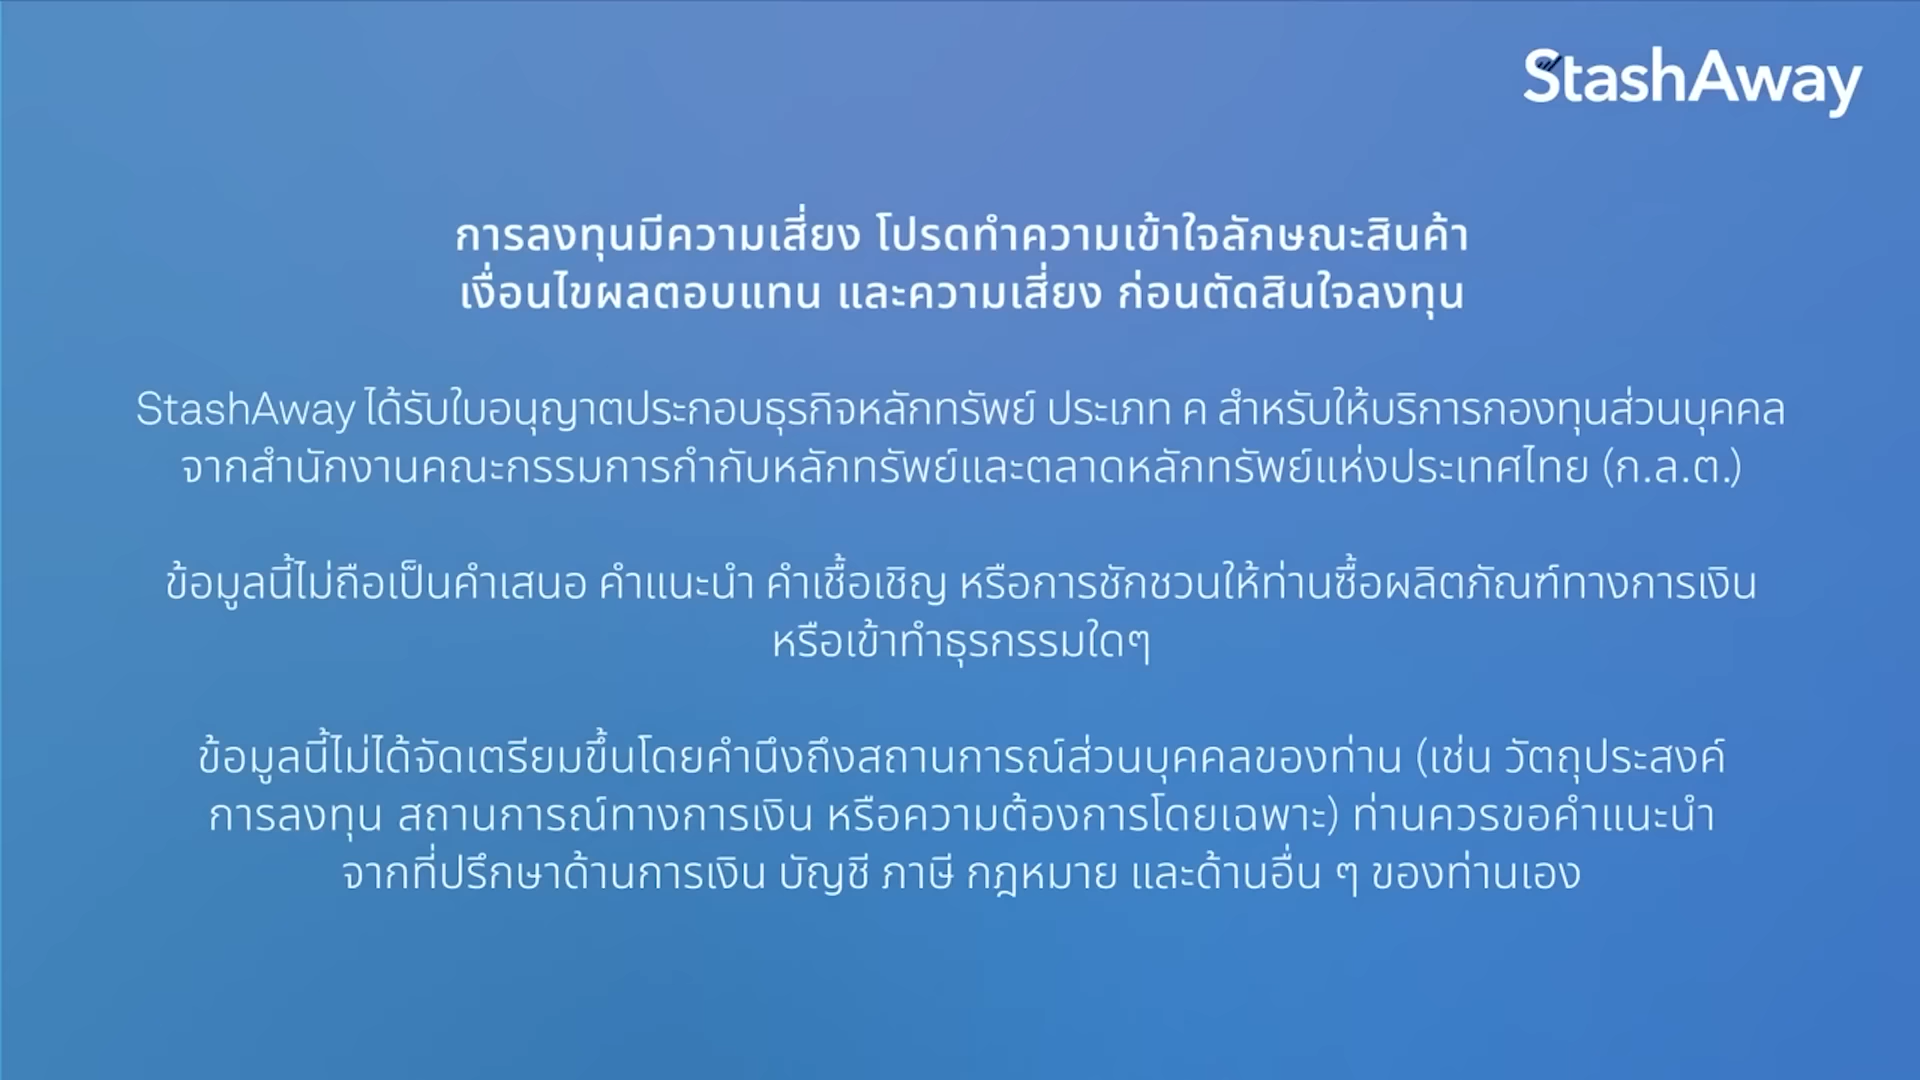 StashAway
การลงทุนมีความเสี่ยง โปรดทำความเข้าใจลักษณะสินค้า
เงื่อนไขผลตอบแทน และความเสี่ยง ก่อนตัดสินใจลงทุน
StashAway ได้รับใบอนุญาตประกอบธุรกิจหลักทรัพย์ ประเภท ค สำหรับให้บริการกองทุนส่วนบุคคล
จากสำนักงานคณะกรรมการกำกับหลักทรัพย์และตลาดหลักทรัพย์แห่งประเทศไทย (ก.ล.ต.)
ข้อมูลนี้ไม่ถือเป็นคำเสนอ คำแนะนำ คำเชื้อเชิญ หรือการชักชวนให้ท่านซื้อผลิตภัณฑ์ทางการเงิน
หรือเข้าทำธุรกรรมใดๆ
ข้อมูลนี้ไม่ได้จัดเตรียมขึ้นโดยคำนึงถึงสถานการณ์ส่วนบุคคลของท่าน (เช่น วัตถุประสงค์
การลงทุน สถานการณ์ทางการเงิน หรือความต้องการโดยเฉพาะ) ท่านควรขอคำแนะนำ
จากที่ปรึกษาด้านการเงิน บัญชี ภาษี กฎหมาย และด้านอื่น ๆ ของท่านเอง